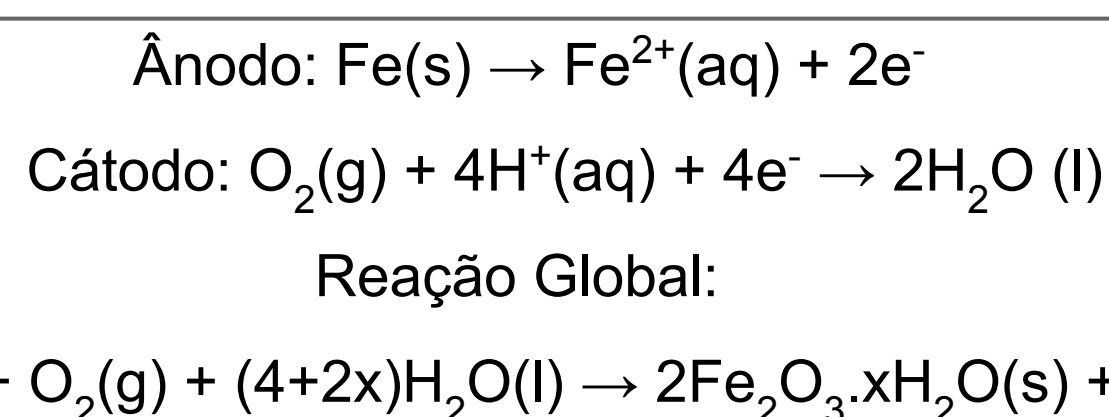 Ânodo: Fe(s) → Fe²⁺(aq) + 2e⁻
Cátodo: O₂(g) + 4H⁺(aq) + 4e⁻ → 2H₂O (l)
Reação Global:
+ O₂(g) + (4+2x)H₂O(l) → 2Fe₂O₃.xH₂O(s) +